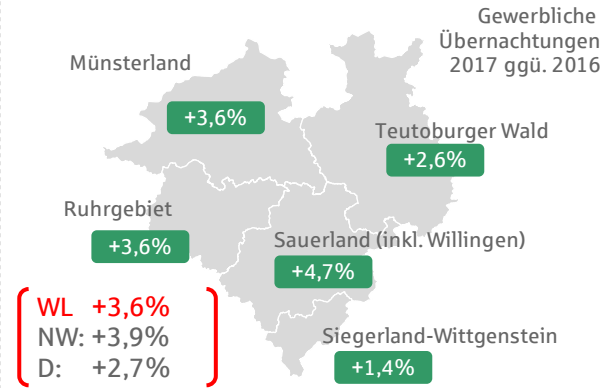 Gewerbliche
Übernachtungen
2017 ggü. 2016
Münsterland
+3,6%
Teutoburger Wald
+2,6%
Ruhrgebiet
+3,6%
Sauerland (inkl. Willingen)
+4,7%
WL +3,6%
NW: +3,9%
D: +2,7%
Siegerland-Wittgenstein
+1,4%